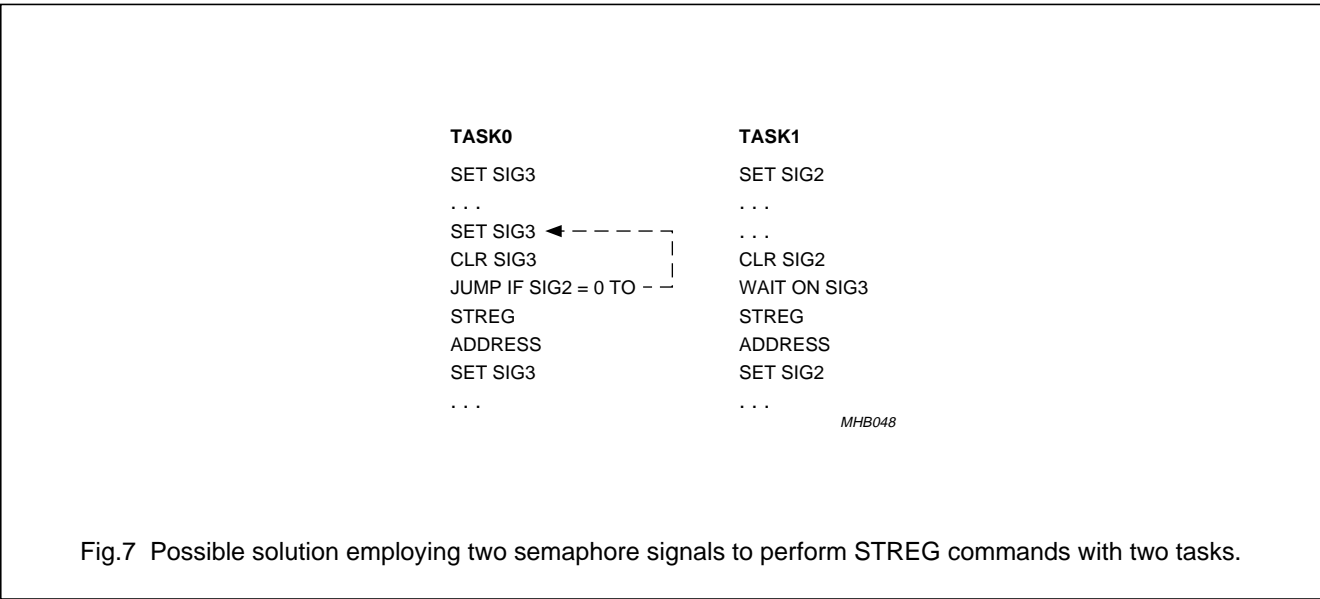 TASK0
SET SIG3
. . .
SET SIG3
CLR SIG3
JUMP IF SIG2 = 0 TO
STREG
ADDRESS
SET SIG3
. . .
TASK1
SET SIG2
. . .
. . .
CLR SIG2
WAIT ON SIG3
STREG
ADDRESS
SET SIG2
. . .
MHB048
Fig.7 Possible solution employing two semaphore signals to perform STREG commands with two tasks.